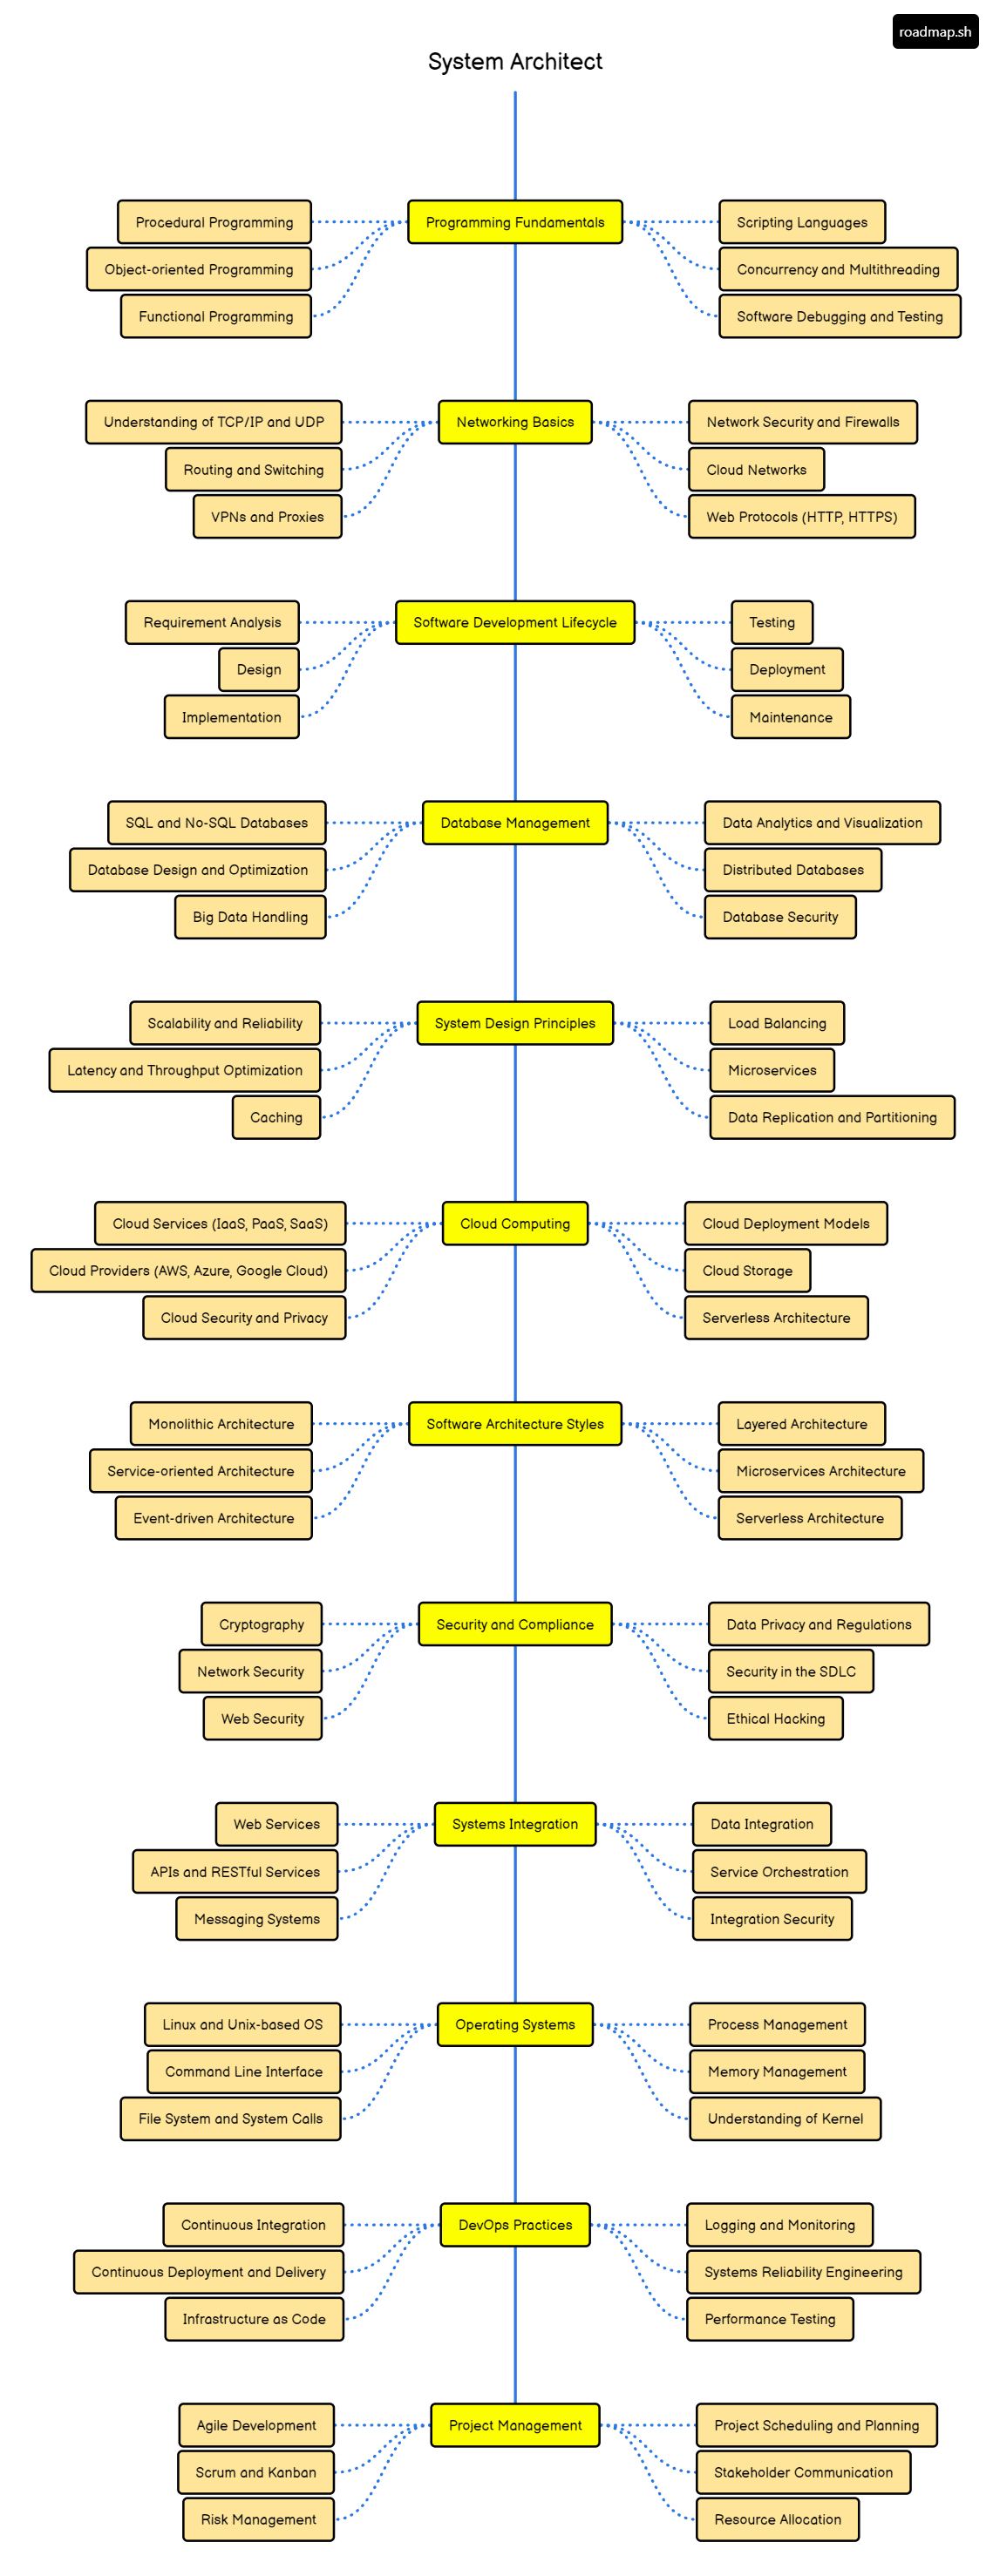 roadmap.sh
System Architect
Programming Fundamentals
Procedural Programming
Object-oriented Programming
Functional Programming
Scripting Languages
Concurrency and Multithreading
Software Debugging and Testing
Networking Basics
Understanding of TCP/IP and UDP
Routing and Switching
VPNs and Proxies
Network Security and Firewalls
Cloud Networks
Web Protocols (HTTP, HTTPS)
Software Development Lifecycle
Requirement Analysis
Design
Implementation
Testing
Deployment
Maintenance
Database Management
SQL and No-SQL Databases
Database Design and Optimization
Big Data Handling
Data Analytics and Visualization
Distributed Databases
Database Security
System Design Principles
Scalability and Reliability
Latency and Throughput Optimization
Caching
Load Balancing
Microservices
Data Replication and Partitioning
Cloud Computing
Cloud Services (IaaS, PaaS, SaaS)
Cloud Providers (AWS, Azure, Google Cloud)
Cloud Security and Privacy
Cloud Deployment Models
Cloud Storage
Serverless Architecture
Software Architecture Styles
Monolithic Architecture
Service-oriented Architecture
Event-driven Architecture
Layered Architecture
Microservices Architecture
Serverless Architecture
Security and Compliance
Cryptography
Network Security
Web Security
Data Privacy and Regulations
Security in the SDLC
Ethical Hacking
Systems Integration
Web Services
APIs and RESTful Services
Messaging Systems
Data Integration
Service Orchestration
Integration Security
Operating Systems
Linux and Unix-based OS
Command Line Interface
File System and System Calls
Process Management
Memory Management
Understanding of Kernel
DevOps Practices
Continuous Integration
Continuous Deployment and Delivery
Infrastructure as Code
Logging and Monitoring
Systems Reliability Engineering
Performance Testing
Project Management
Agile Development
Scrum and Kanban
Risk Management
Project Scheduling and Planning
Stakeholder Communication
Resource Allocation